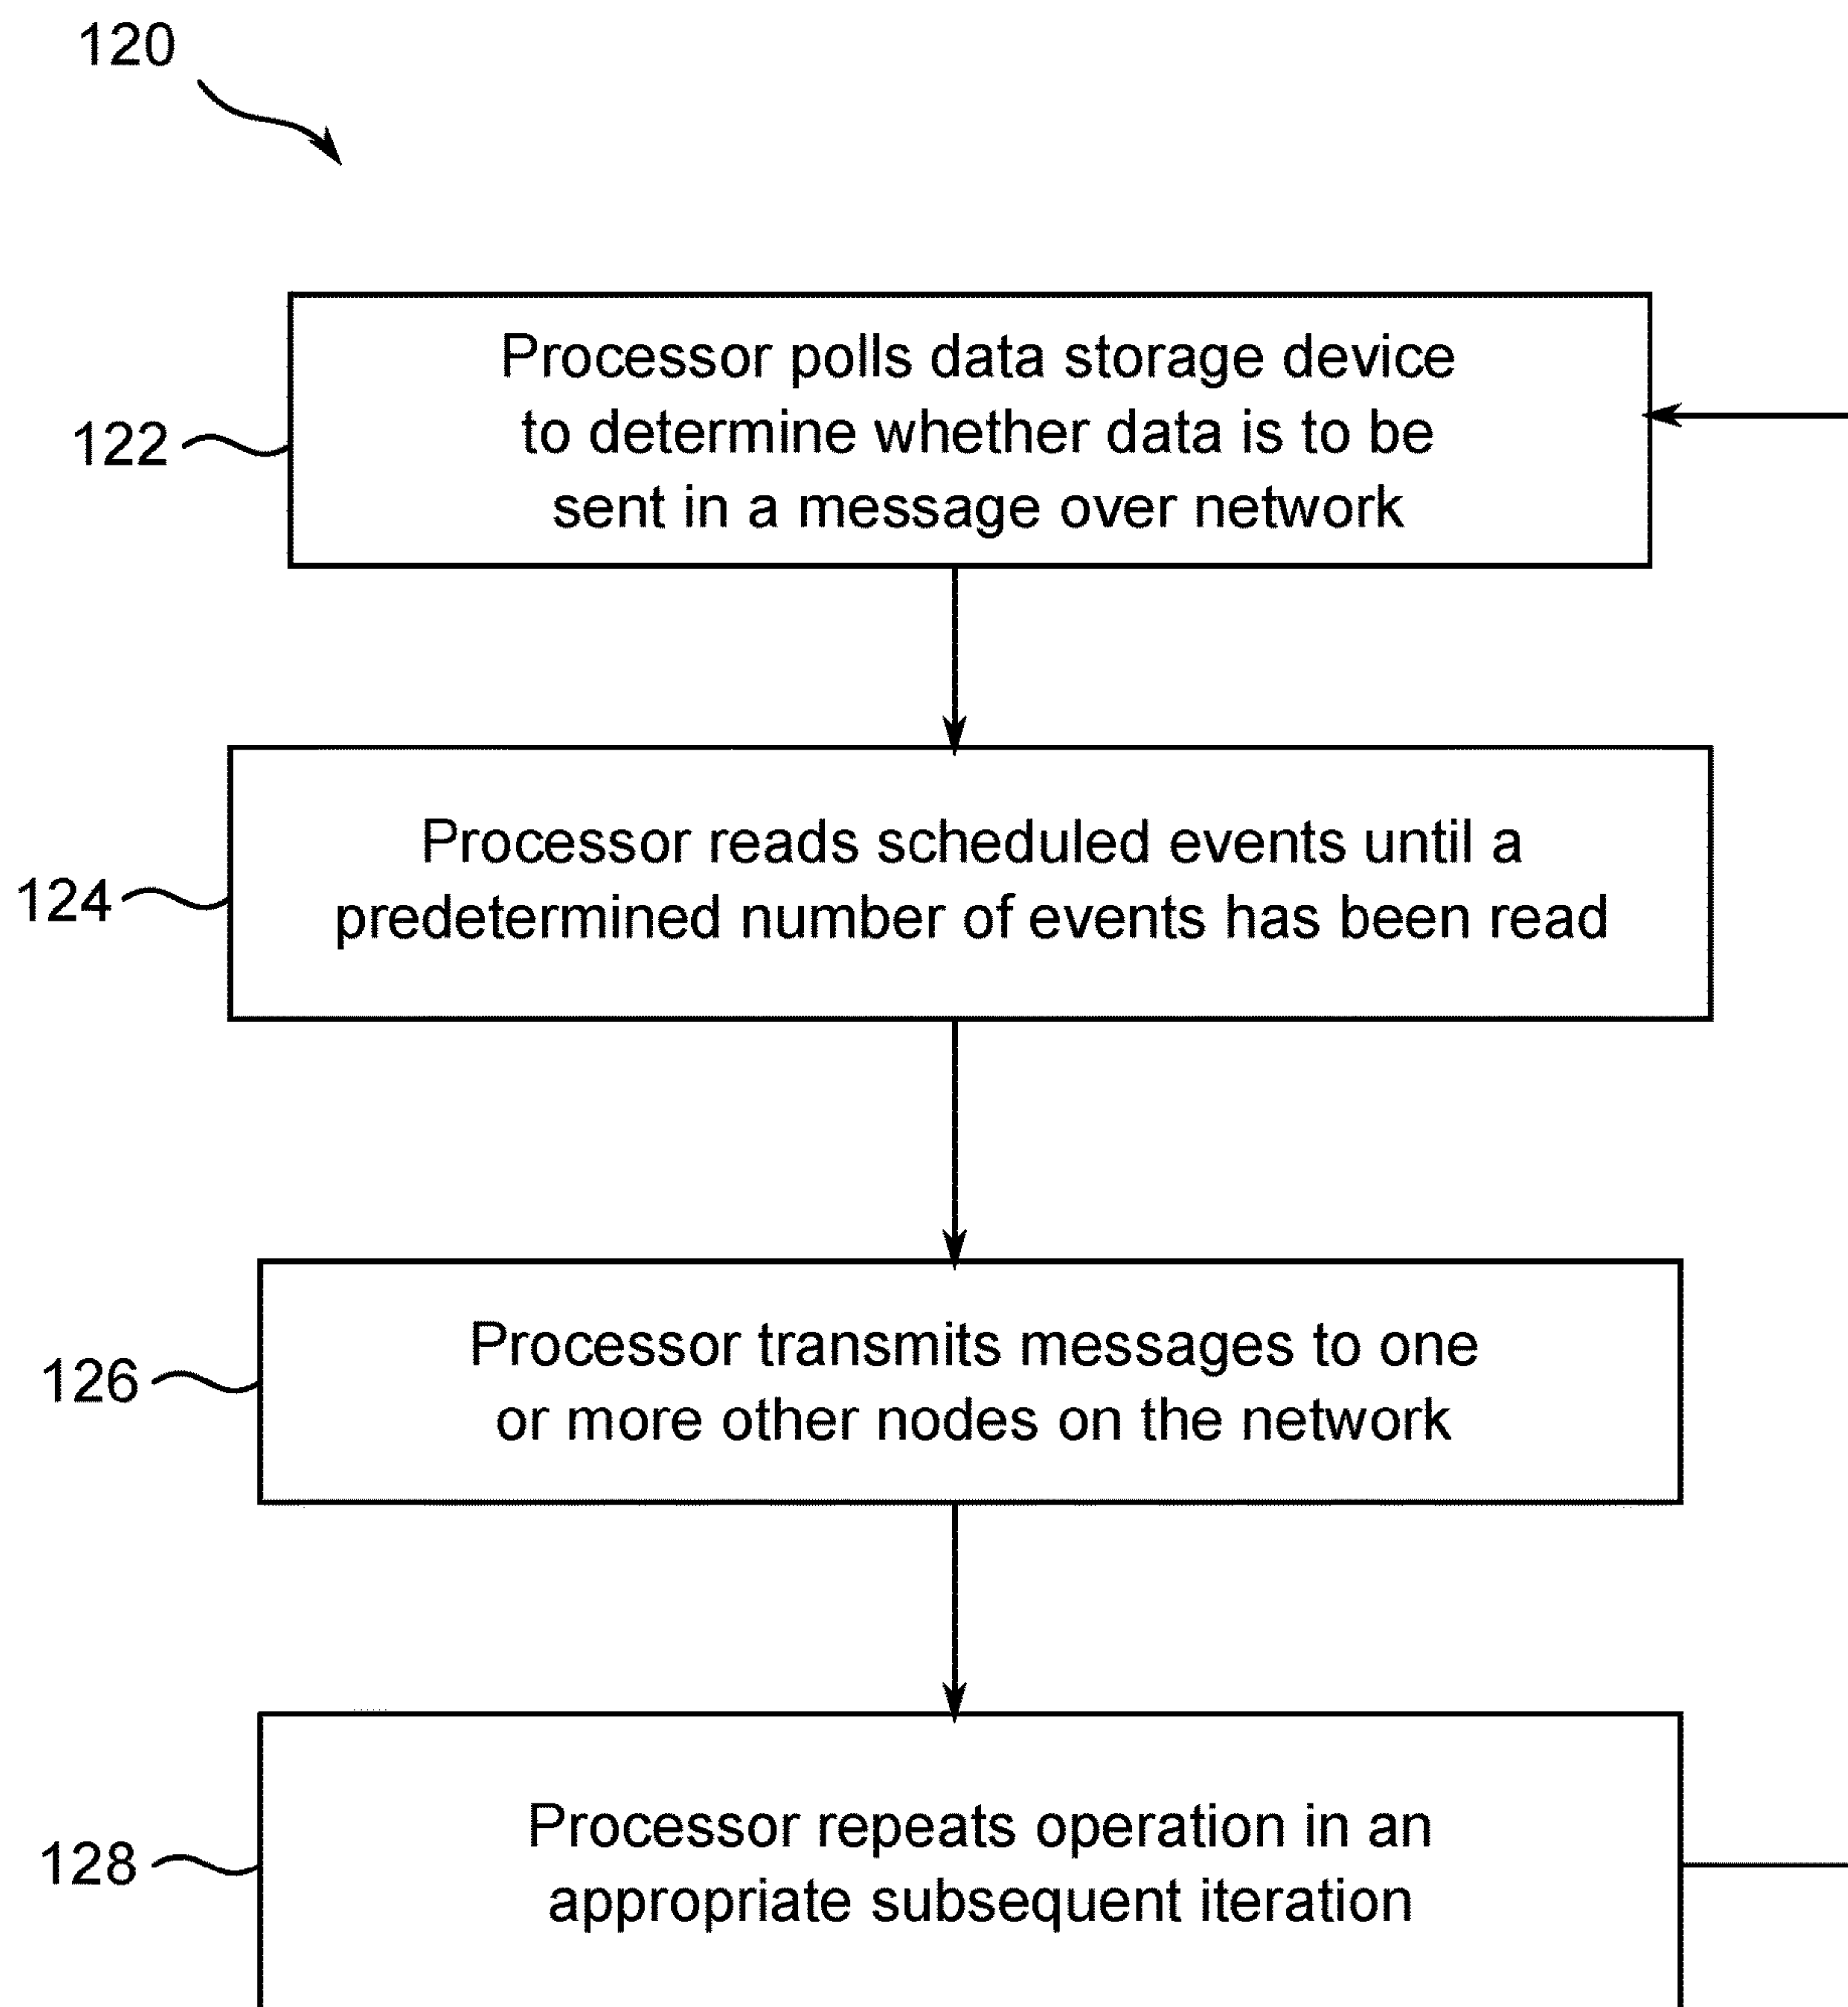 120
122
Processor polls data storage device
to determine whether data is to be
sent in a message over network
124
Processor reads scheduled events until a
predetermined number of events has been read
126
Processor transmits messages to one
or more other nodes on the network
128
Processor repeats operation in an
appropriate subsequent iteration